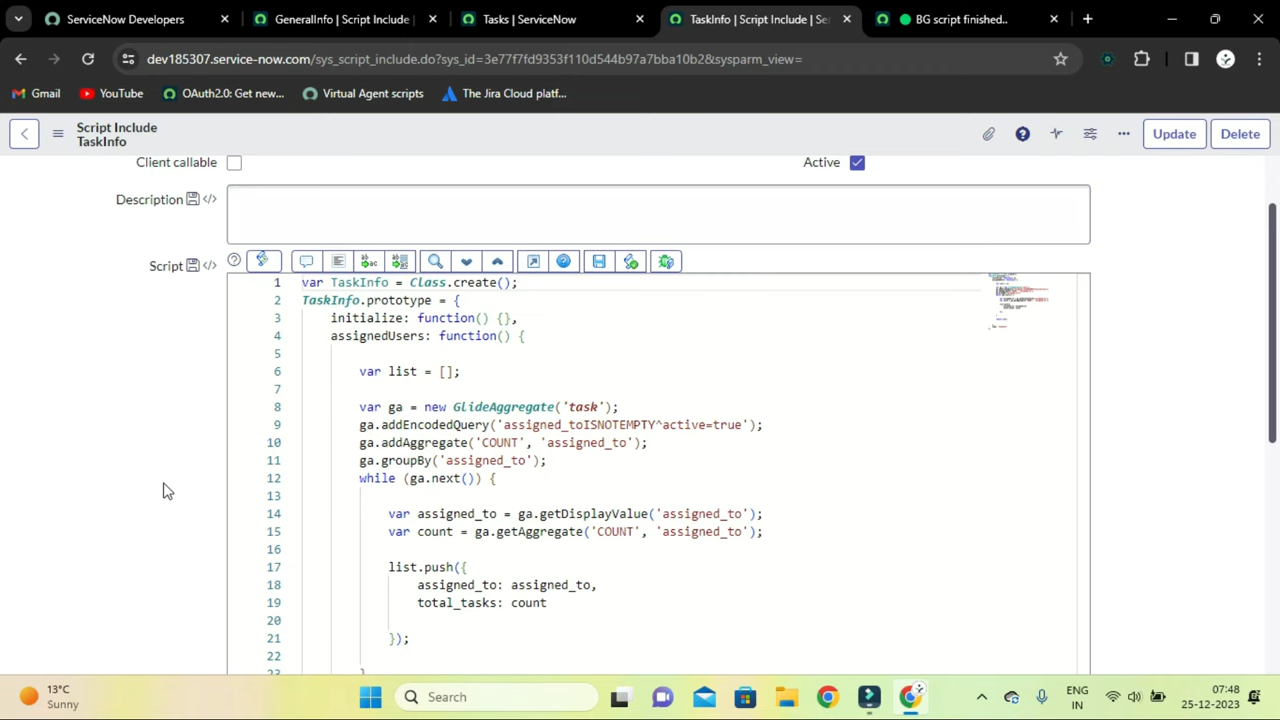 ServiceNow Developers
GeneralInfo | Script Include |
Tasks | ServiceNow
TaskInfo | Script Include | Se
BG script finished..
dev185307.service-now.com/sys_script_include.do?sys_id=3e77f7fd9353f110d544b97a7bba10b2&sysparm_view=
Gmail
YouTube
OAuth2.0: Get new...
Virtual Agent scripts
The Jira Cloud platf...
Script Include
TaskInfo
Update
Delete
Client callable
Active
Description
Script
1 var TaskInfo = Class.create();
2 TaskInfo.prototype = {
3 initialize: function() {},
4 assignedUsers: function() {
5
6 var list = [];
7
8 var ga = new GlideAggregate('task');
9 ga.addEncodedQuery('assigned_toISNOTEMPTY^active=true');
10 ga.addAggregate('COUNT', 'assigned_to');
11 ga.groupBy('assigned_to');
12 while (ga.next()) {
13
14 var assigned_to = ga.getDisplayValue('assigned_to');
15 var count = ga.getAggregate('COUNT', 'assigned_to');
16
17 list.push({
18 assigned_to: assigned_to,
19 total_tasks: count
20
21 });
22
23 }
13°C
Sunny
Search
ENG
IN
07:48
25-12-2023